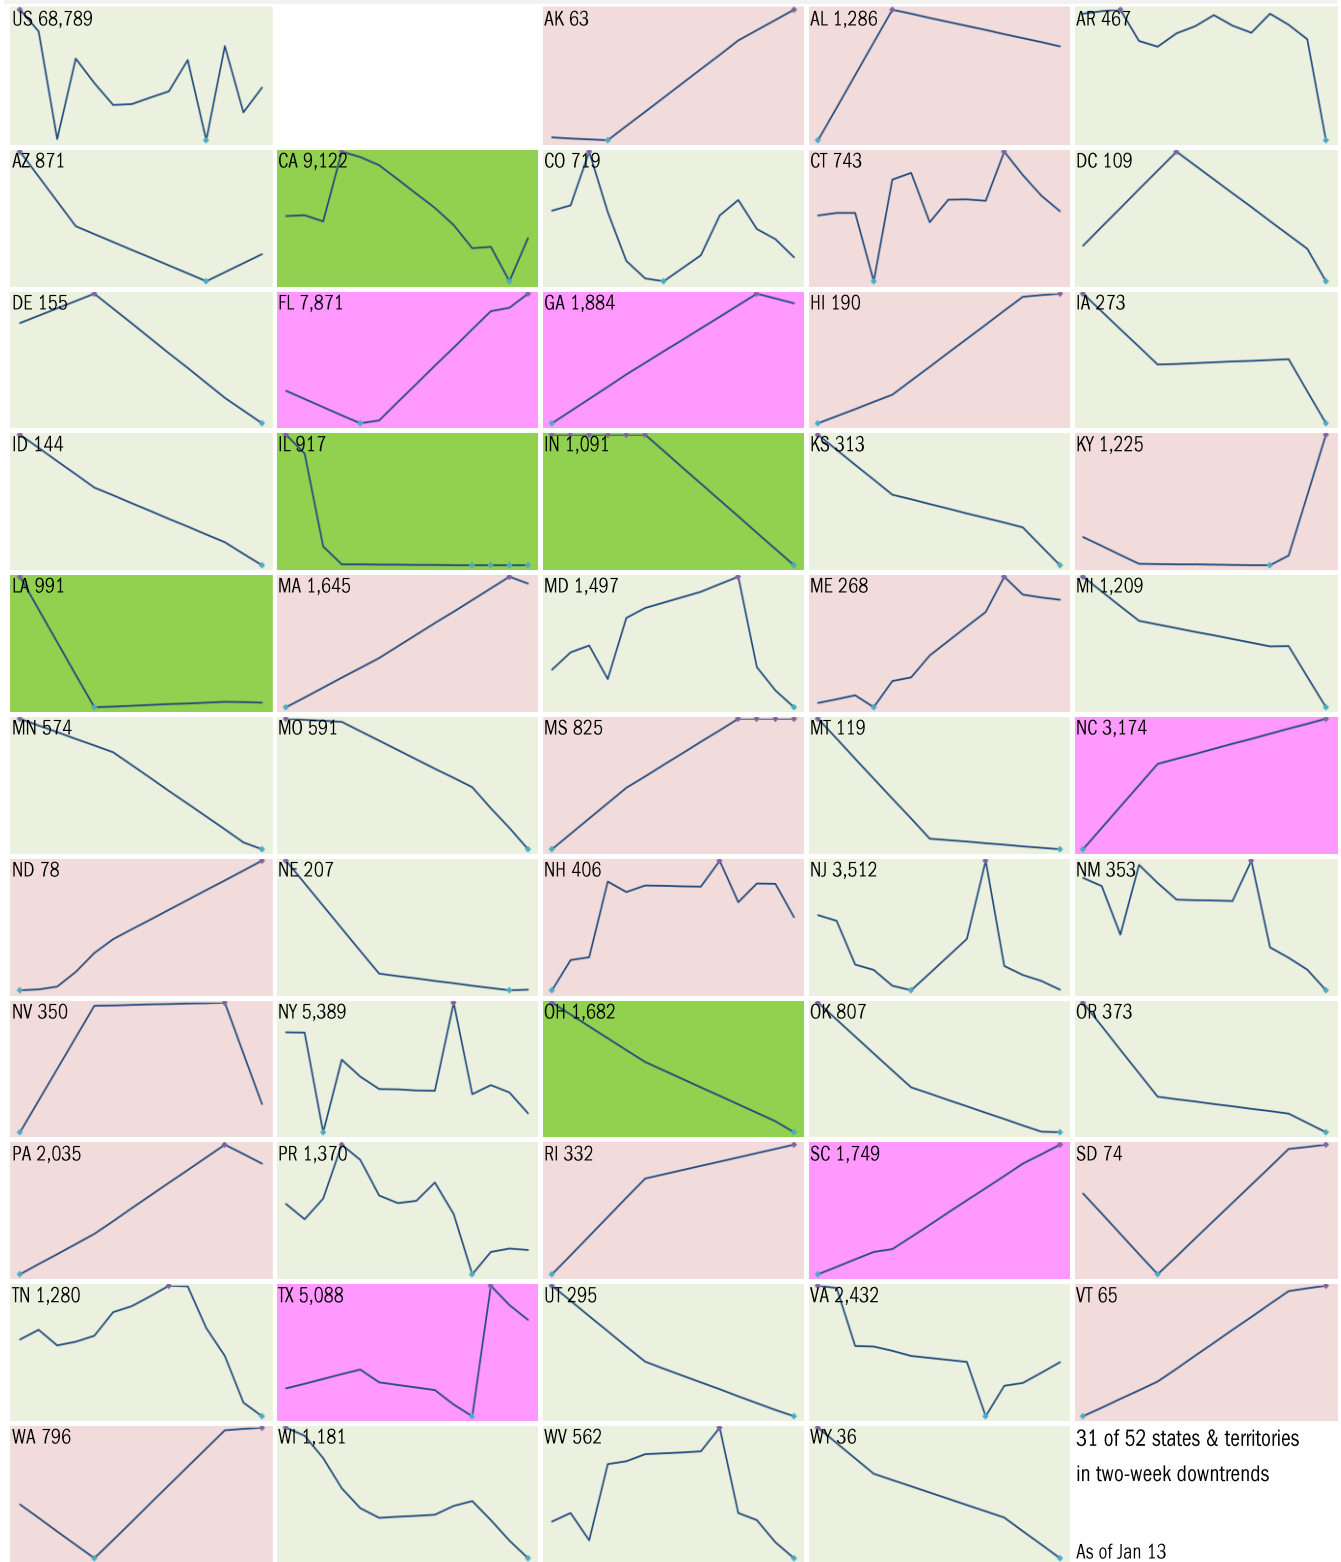 US 68,789
AK 63
AL 1,286
AR 467
AZ 871
CA 9,122
CO 719
CT 743
DC 109
DE 155
FL 7,871
GA 1,884
HI 190
IA 273
ID 144
IL 917
IN 1,091
KS 313
KY 1,225
LA 991
MA 1,645
MD 1,497
ME 268
MI 1,209
MN 574
MO 591
MS 825
MT 119
NC 3,174
ND 78
NE 207
NH 406
NJ 3,512
NM 353
NV 350
NY 5,389
OH 1,682
OK 807
OR 373
PA 2,035
PR 1,370
RI 332
SC 1,749
SD 74
TN 1,280
TX 5,088
UT 295
VA 2,432
VT 65
WA 796
WI 1,181
WV 562
WY 36
31 of 52 states & territories
in two-week downtrends
As of Jan 13